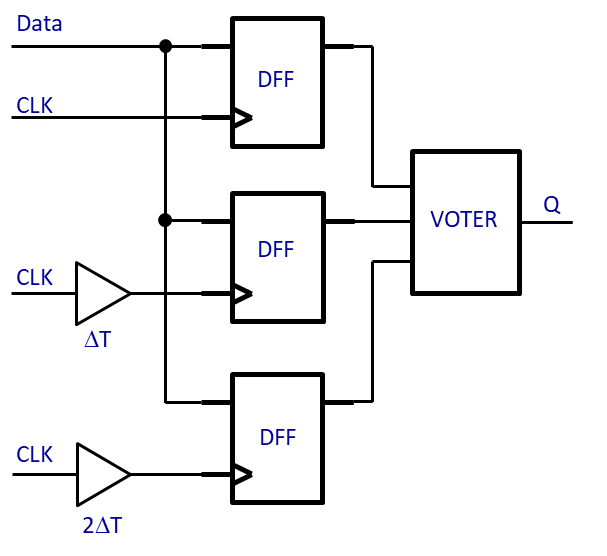 Data
DFF
CLK
DFF
VOTER
Q
CLK
ΔT
DFF
CLK
2ΔT